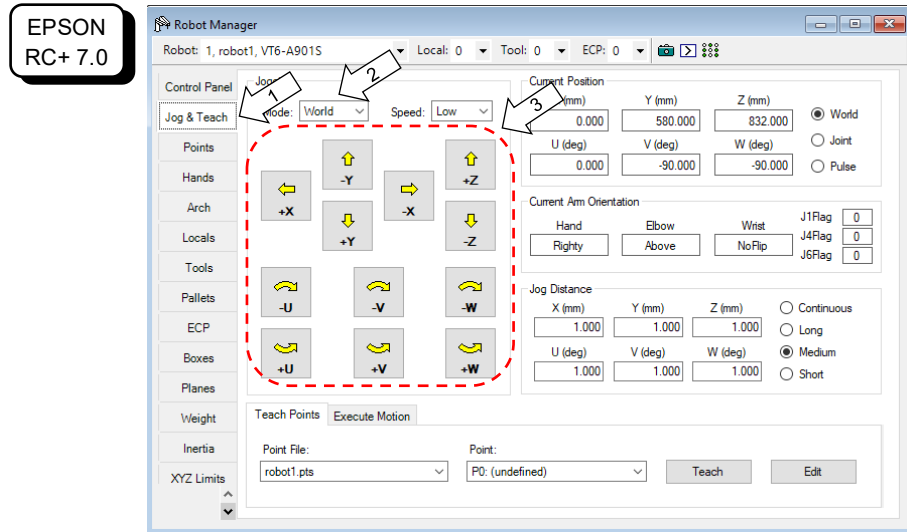 EPSON
RC+ 7.0
Robot Manager
Robot: 1, robot1, VT6-A901S Local: 0 Tool: 0 ECP: 0
Control Panel
Jog & Teach
Points
Hands
Arch
Locals
Tools
Pallets
ECP
Boxes
Planes
Weight
Inertia
XYZ Limits
1
2
3
Mode: World Speed: Low
-Y
+Z
+X
-X
+Y
-Z
-U -V -W
+U +V +W
Current Position
(mm) Y (mm) Z (mm)
0.000 580.000 832.000
U (deg) V (deg) W (deg)
0.000 -90.000 -90.000
World
Joint
Pulse
Current Arm Orientation
Hand Elbow Wrist
Righty Above NoFlip
J1Flag 0
J4Flag 0
J6Flag 0
Jog Distance
X (mm) Y (mm) Z (mm)
1.000 1.000 1.000
U (deg) V (deg) W (deg)
1.000 1.000 1.000
Continuous
Long
Medium
Short
Teach Points Execute Motion
Point File: Point:
robot1.pts P0: (undefined) Teach Edit